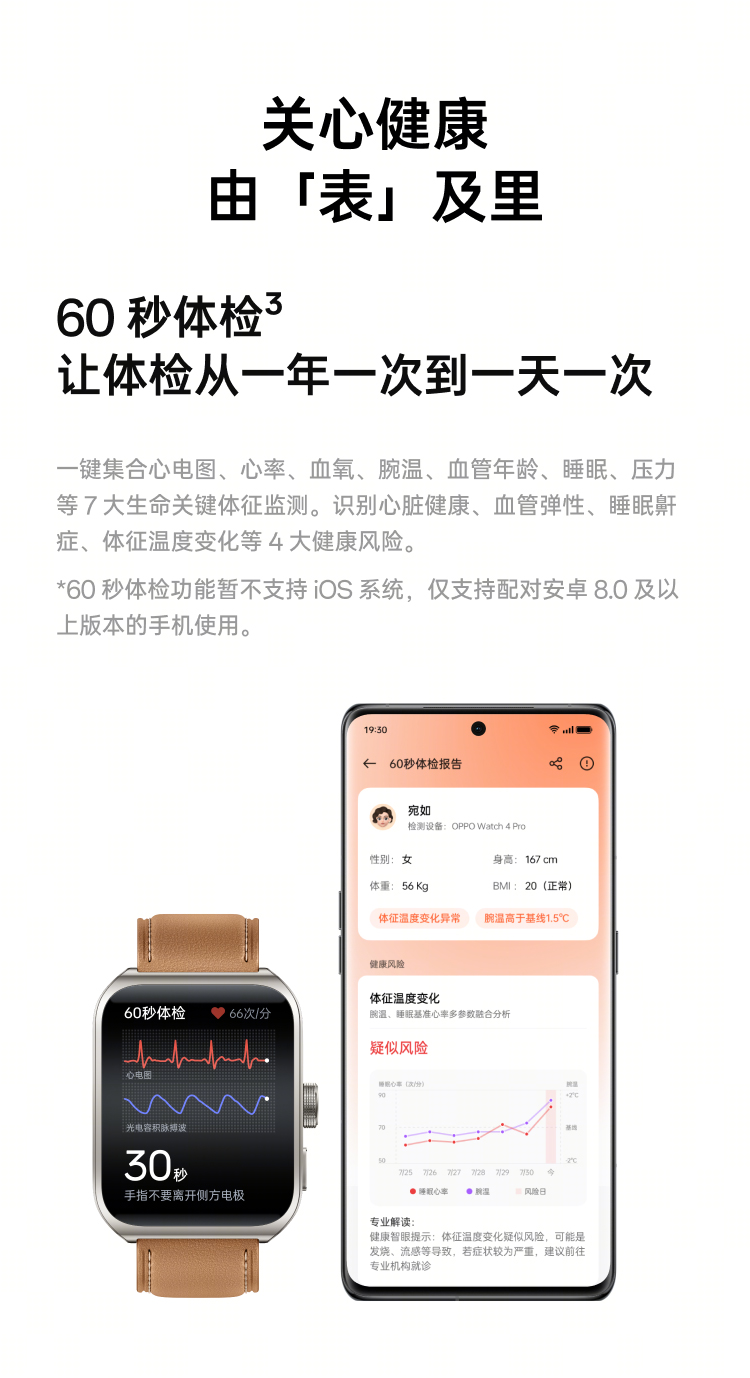 关心健康
由「表」及里
60 秒体检3
让体检从一年一次到一天一次
一键集合心电图、心率、血氧、腕温、血管年龄、睡眠、压力
等 7 大生命关键体征监测。识别心脏健康、血管弹性、睡眠鼾
症、体征温度变化等 4 大健康风险。
*60 秒体检功能暂不支持 iOS 系统，仅支持配对安卓 8.0 及以
上版本的手机使用。
19:30
60秒体检报告
宛如
检测设备：OPPO Watch 4 Pro
性别：女 身高：167 cm
体重：56 Kg BMI：20（正常）
体征温度变化异常 腕温高于基线1.5℃
健康风险
体征温度变化
腕温、睡眠基准心率多参数融合分析
疑似风险
睡眠心率（次/分） 腕温
90 +2℃
70 基线
50 -2℃
7/25 7/26 7/27 7/28 7/29 7/30 今
睡眠心率 腕温 风险日
专业解读：
健康智眼提示：体征温度变化疑似风险，可能是
发烧、流感等导致，若症状较为严重，建议前往
专业机构就诊
60秒体检 66次/分
心电图
光电容积脉搏波
30秒
手指不要离开侧方电极